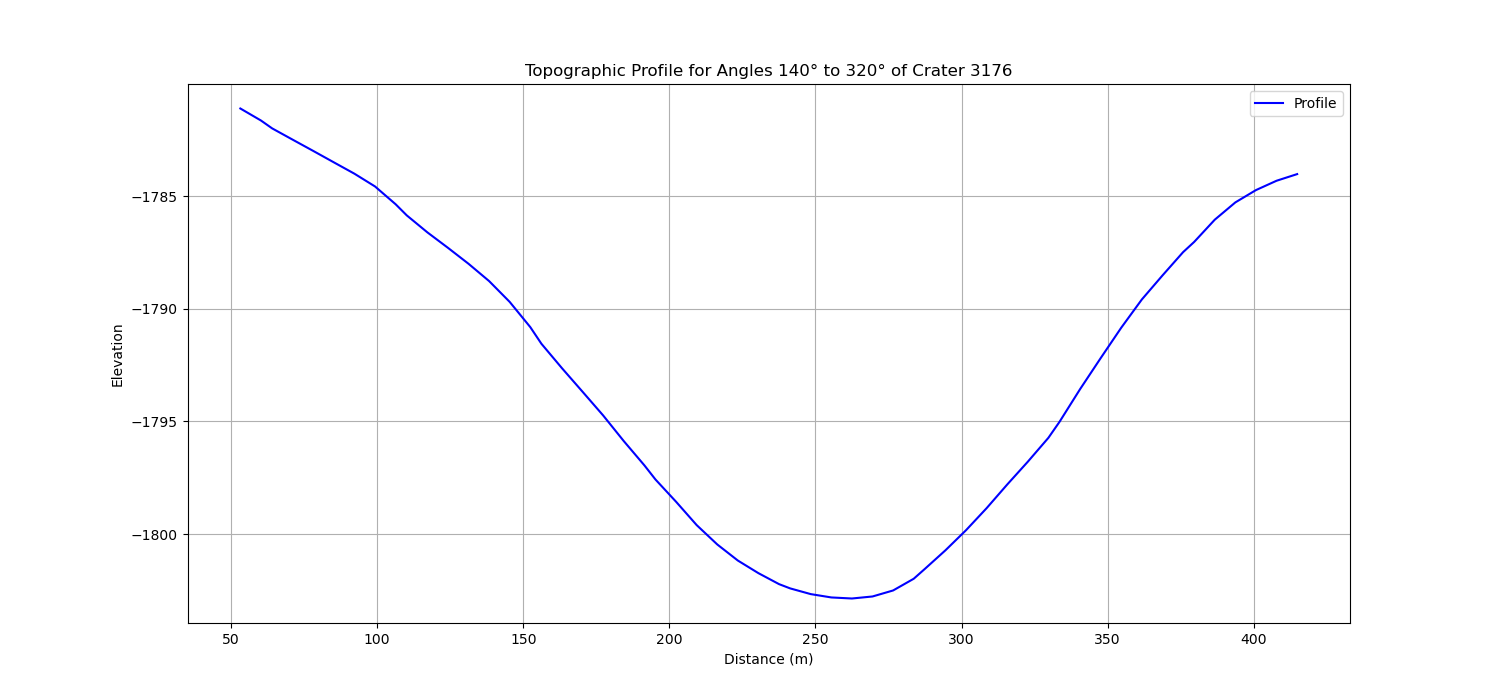 Topographic Profile for Angles 140° to 320° of Crater 3176
Profile
−1785
−1790
−1795
−1800
Elevation
50 100 150 200 250 300 350 400
Distance (m)